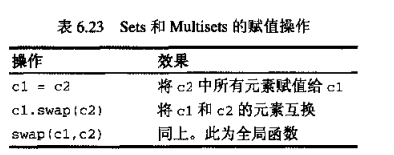 表 6.23 Sets 和 Multisets 的赋值操作
操作 效果
c1 = c2 将 c2 中所有元素赋值给 c1
c1.swap(c2) 将 c1 和 c2 的元素互换
swap(c1,c2) 同上。此为全局函数